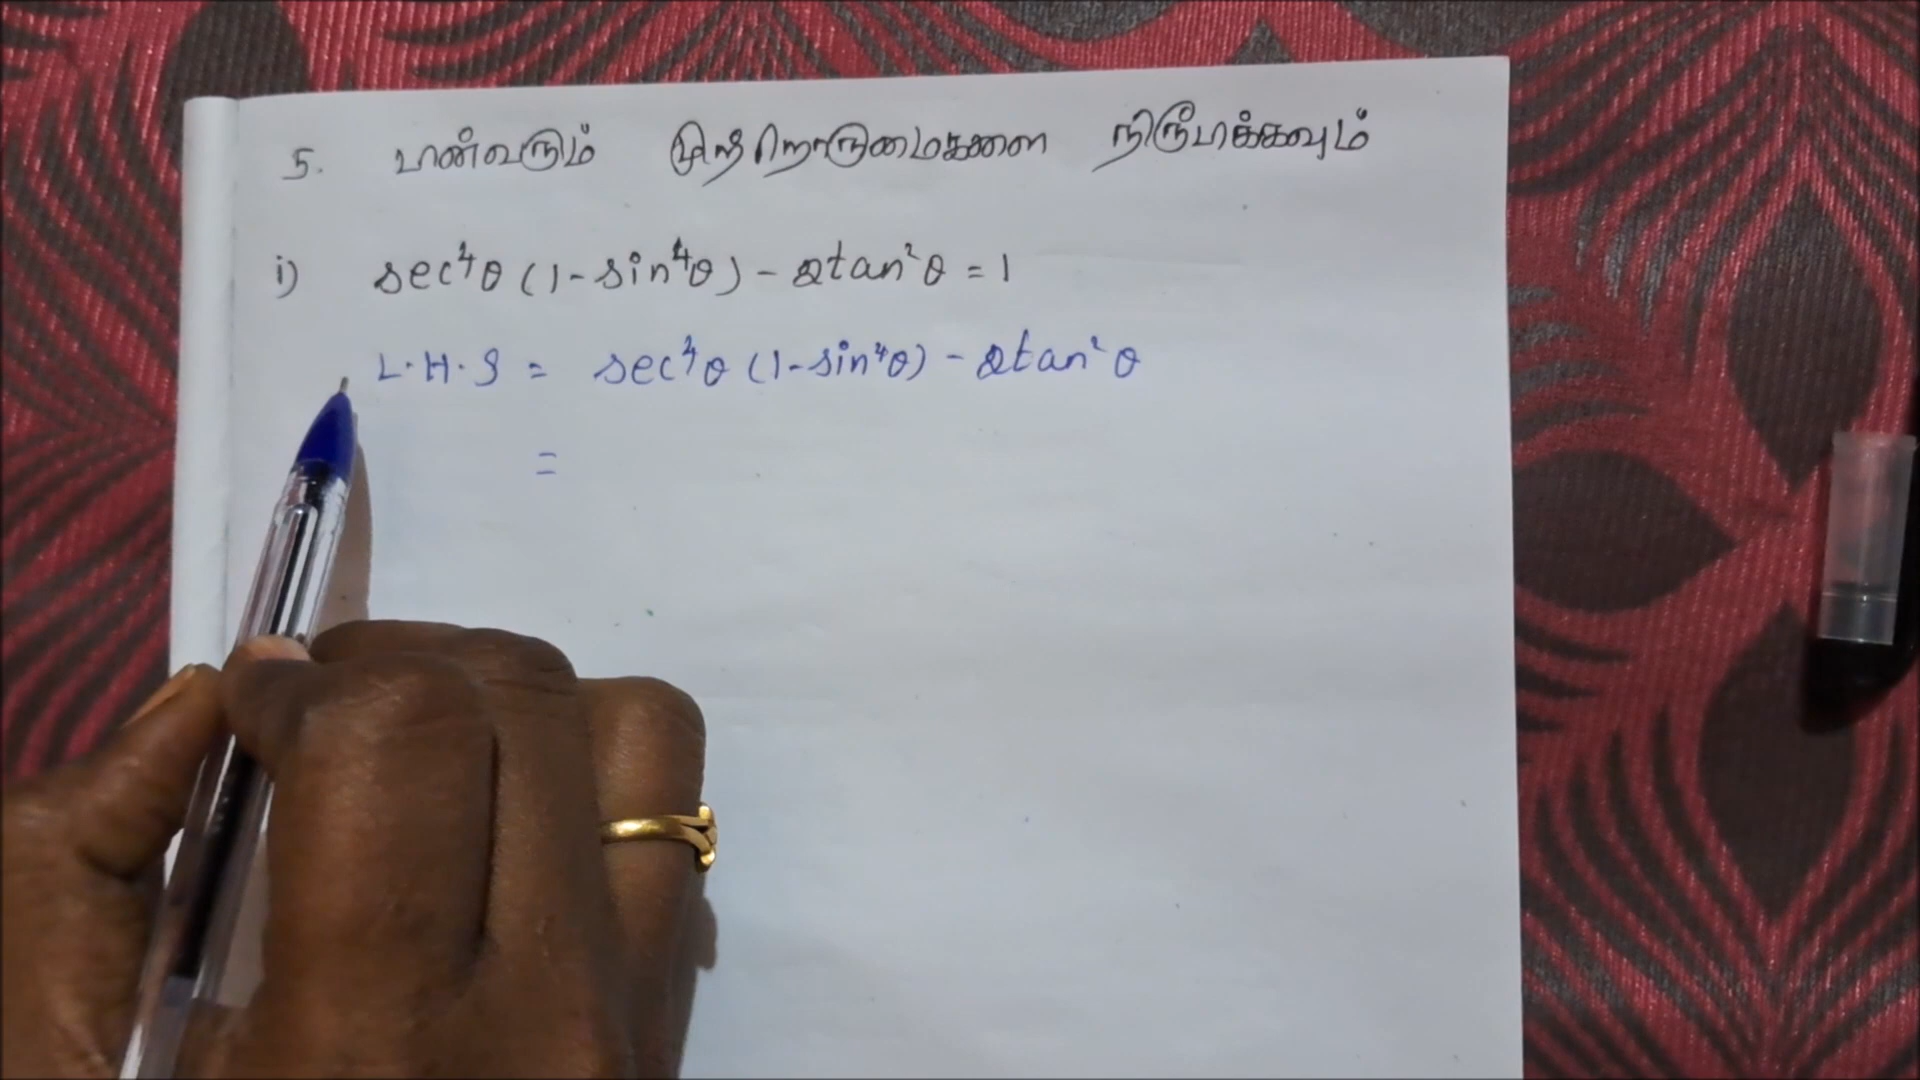 5. பின்வரும் முற்றொருமைகளை நிரூபிக்கவும்
i) sec⁴θ (1 - sin⁴θ) - 2tan²θ = 1
L.H.S = sec⁴θ (1 - sin⁴θ) - 2tan²θ
=